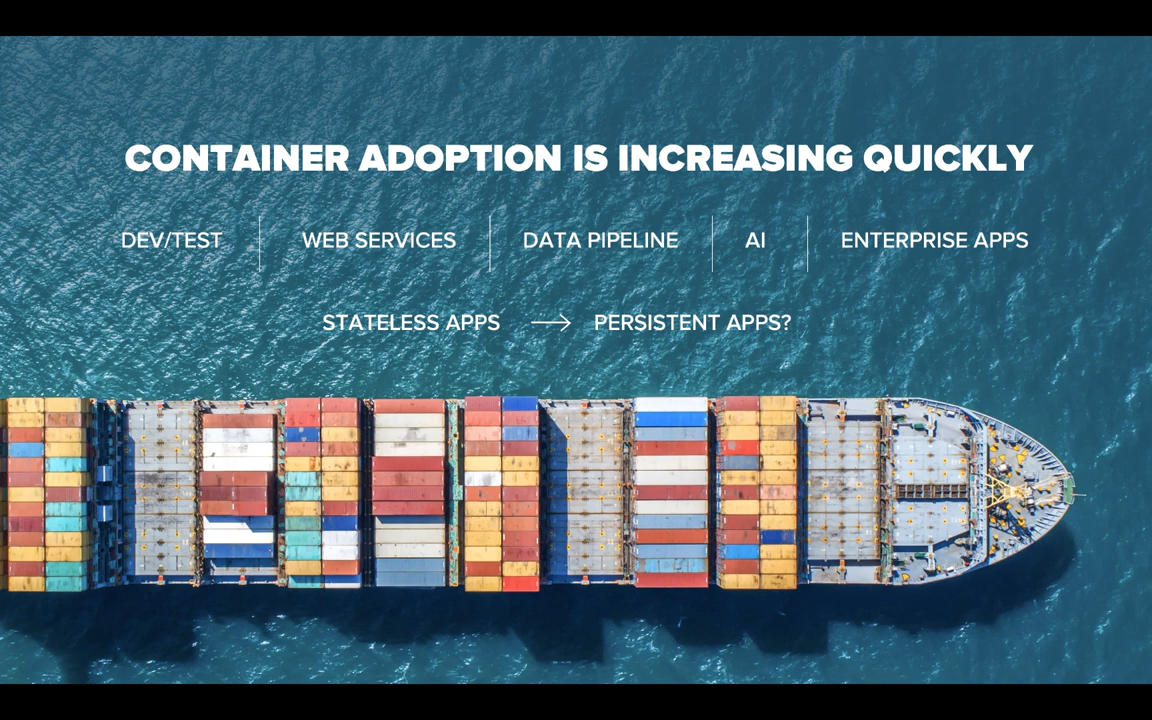 CONTAINER ADOPTION IS INCREASING QUICKLY
DEV/TEST | WEB SERVICES | DATA PIPELINE | AI | ENTERPRISE APPS
STATELESS APPS → PERSISTENT APPS?